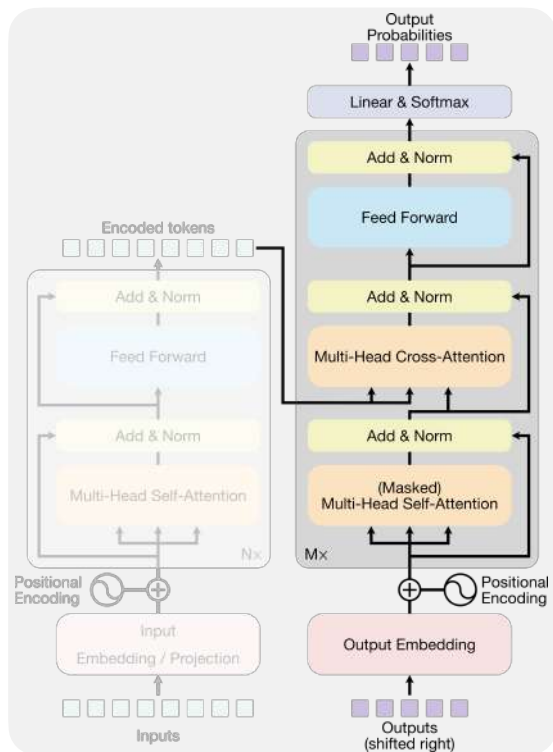 Output
Probabilities
Linear & Softmax
Add & Norm
Feed Forward
Add & Norm
Multi-Head Cross-Attention
Add & Norm
(Masked)
Multi-Head Self-Attention
M×
Positional
Encoding
Output Embedding
Outputs
(shifted right)
Encoded tokens
Add & Norm
Feed Forward
Add & Norm
Multi-Head Self-Attention
N×
Positional
Encoding
Input
Embedding / Projection
Inputs